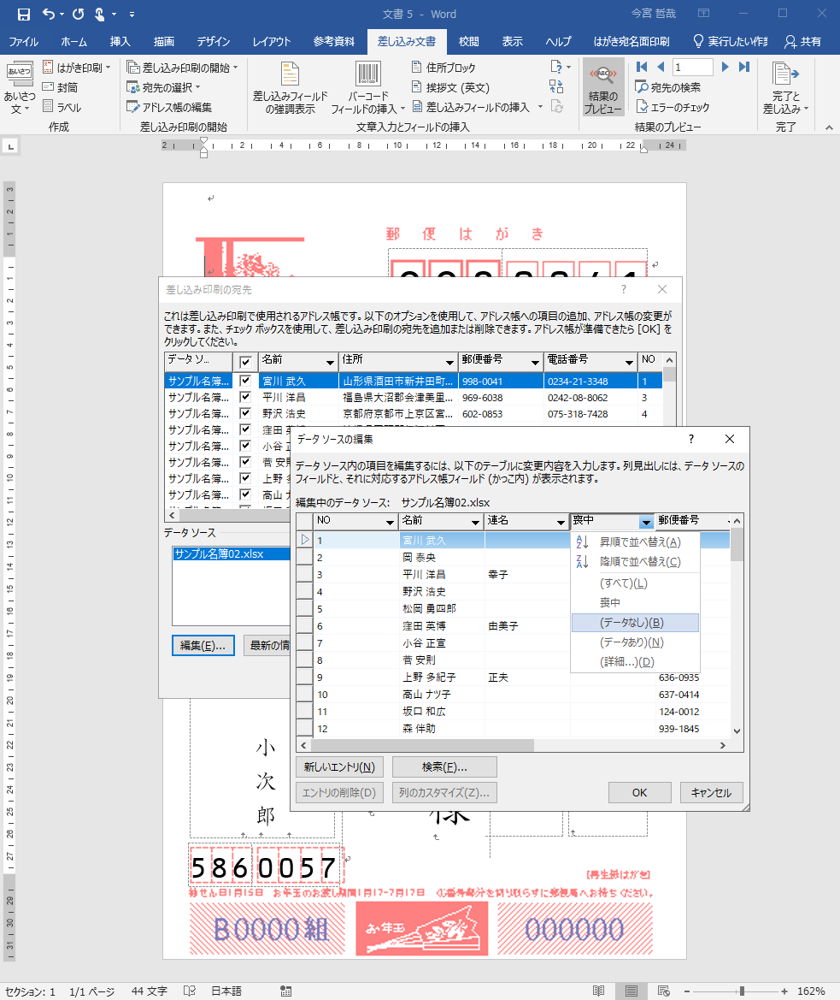 文書 5 - Word
今宮 哲哉
ファイル ホーム 挿入 描画 デザイン レイアウト 参考資料 差し込み文書 校閲 表示 ヘルプ はがき宛名面印刷 実行したい作業 共有
あいさつ文
はがき印刷
封筒
ラベル
作成
差し込み印刷の開始
宛先の選択
アドレス帳の編集
差し込み印刷の開始
差し込みフィールドの強調表示
バーコード
フィールドの挿入
住所ブロック
挨拶文 (英文)
差し込みフィールドの挿入
文章入力とフィールドの挿入
結果の
プレビュー
1
宛先の検索
エラーのチェック
結果のプレビュー
完了と
差し込み
完了
2 2 4 6 8 10 12 14 16 18 20 22 24
郵便はがき
差し込み印刷の宛先
これは差し込み印刷で使用されるアドレス帳です。以下のオプションを使用して、アドレス帳への項目の追加、アドレス帳の変更が
できます。また、チェック ボックスを使用して、差し込み印刷の宛先を追加または削除できます。アドレス帳が準備できたら [OK] を
クリックしてください。
データ ソ... 名前 住所 郵便番号 電話番号 NO
サンプル名簿... 宮川 武久 山形県酒田市新井田町... 998-0041 0234-21-3348 1
サンプル名簿... 平川 洋昌 福島県大沼郡会津美里... 969-6038 0242-08-8062 3
サンプル名簿... 野沢 浩史 京都府京都市上京区宮... 602-0853 075-318-7428 4
サンプル名簿... 窪田 英
サンプル名簿... 小谷 正
サンプル名簿... 菅 安則
サンプル名簿... 上野
サンプル名簿... 高山 ナ
データ ソース
サンプル名簿02.xlsx
編集(E)...
最新の情
データ ソースの編集
データ ソース内の項目を編集するには、以下のテーブルに変更内容を入力します。列見出しには、データ ソースの
フィールドと、それに対応するアドレス帳フィールド (かっこ内) が表示されます。
編集中のデータ ソース: サンプル名簿02.xlsx
NO 名前 連名 喪中 郵便番号
1 宮川 武久
2 岡 泰央
3 平川 洋昌 幸子
4 野沢 浩史
5 松岡 勇四郎
6 窪田 英博 由美子
7 小谷 正宣
8 菅 安則
9 上野 多紀子 正夫 636-0935
10 高山 ナツ子 637-0414
11 坂口 和広 124-0012
12 森 伴助 939-1845
昇順で並べ替え(A)
降順で並べ替え(C)
(すべて)(L)
喪中
(データなし)(B)
(データあり)(N)
(詳細...)(D)
新しいエントリ(N)
検索(F)...
エントリの削除(D)
列のカスタマイズ(Z)...
OK
キャンセル
小次郎
様
5860057
[再生紙はがき]
抽せん日1月15日 お年玉のお渡し期間1月17-7月17日 くじ番号部分を切り取らずに郵便局へお持ちください。
B0000組
お年玉
000000
セクション: 1 1/1 ページ 44 文字 日本語
162%